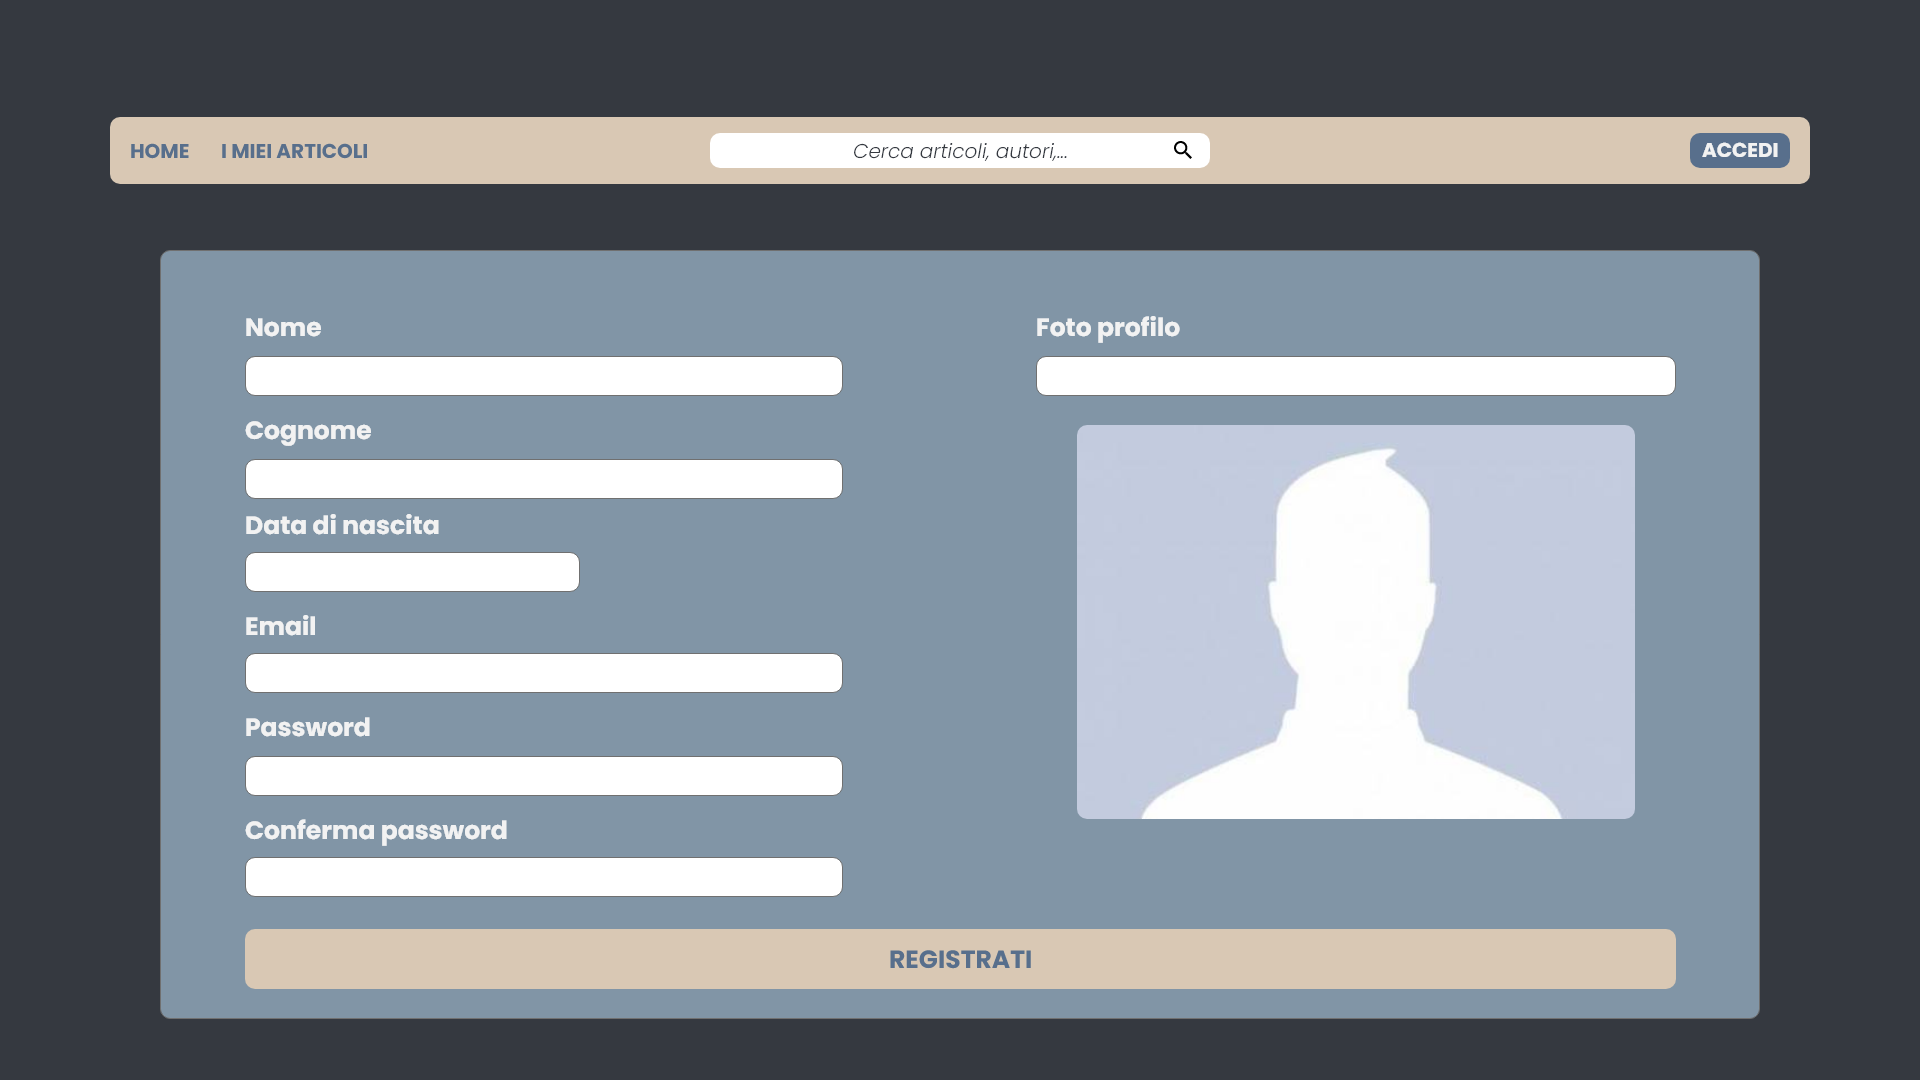 HOME I MIEI ARTICOLI Cerca articoli, autori,... ACCEDI
Nome
Foto profilo
Cognome
Data di nascita
Email
Password
Conferma password
REGISTRATI